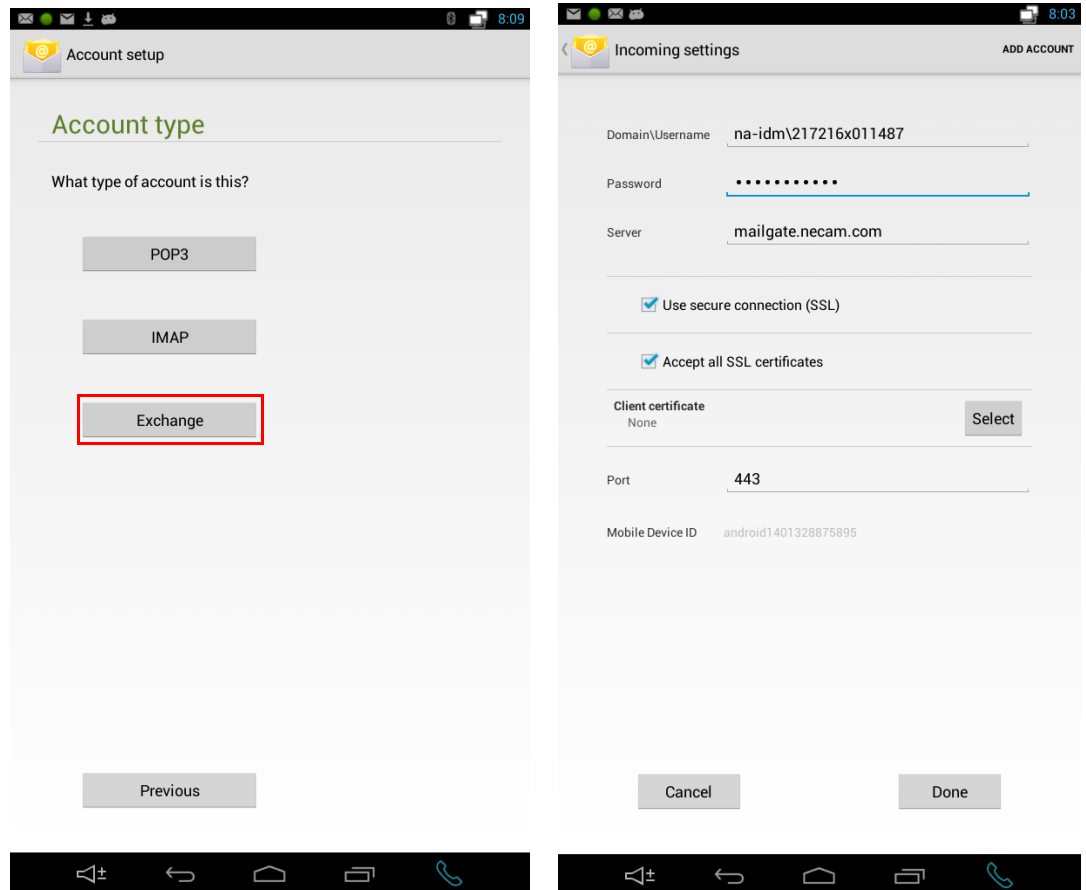 8:09
Account setup
Account type
What type of account is this?
POP3
IMAP
Exchange
Previous
8:03
Incoming settings
ADD ACCOUNT
Domain\Username na-idm\217216x011487
Password •••••••••••
Server mailgate.necam.com
Use secure connection (SSL)
Accept all SSL certificates
Client certificate
None
Select
Port 443
Mobile Device ID android1401328875895
Cancel Done